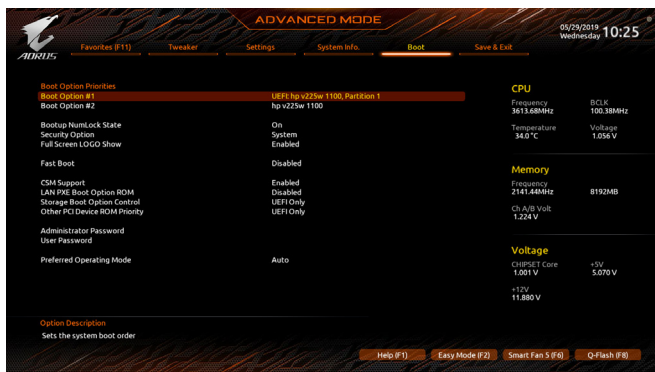 ADVANCED MODE
05/29/2019 Wednesday 10:25
Favorites (F11) Tweaker Settings System Info. Boot Save & Exit
AORUS
Boot Option Priorities
Boot Option #1 UEFI: hp v225w 1100, Partition 1
Boot Option #2 hp v225w 1100
Bootup NumLock State On
Security Option System
Full Screen LOGO Show Enabled
Fast Boot Disabled
CSM Support Enabled
LAN PXE Boot Option ROM Disabled
Storage Boot Option Control UEFI Only
Other PCI Device ROM Priority UEFI Only
Administrator Password
User Password
Preferred Operating Mode Auto
CPU
Frequency BCLK
3613.68MHz 100.38MHz
Temperature Voltage
34.0 °C 1.056 V
Memory
Frequency
2141.44MHz 8192MB
Ch A/B Volt
1.224 V
Voltage
CHIPSET Core +5V
1.001 V 5.070 V
+12V
11.880 V
Option Description
Sets the system boot order
Help (F1) Easy Mode (F2) Smart Fan 5 (F6) Q-Flash (F8)